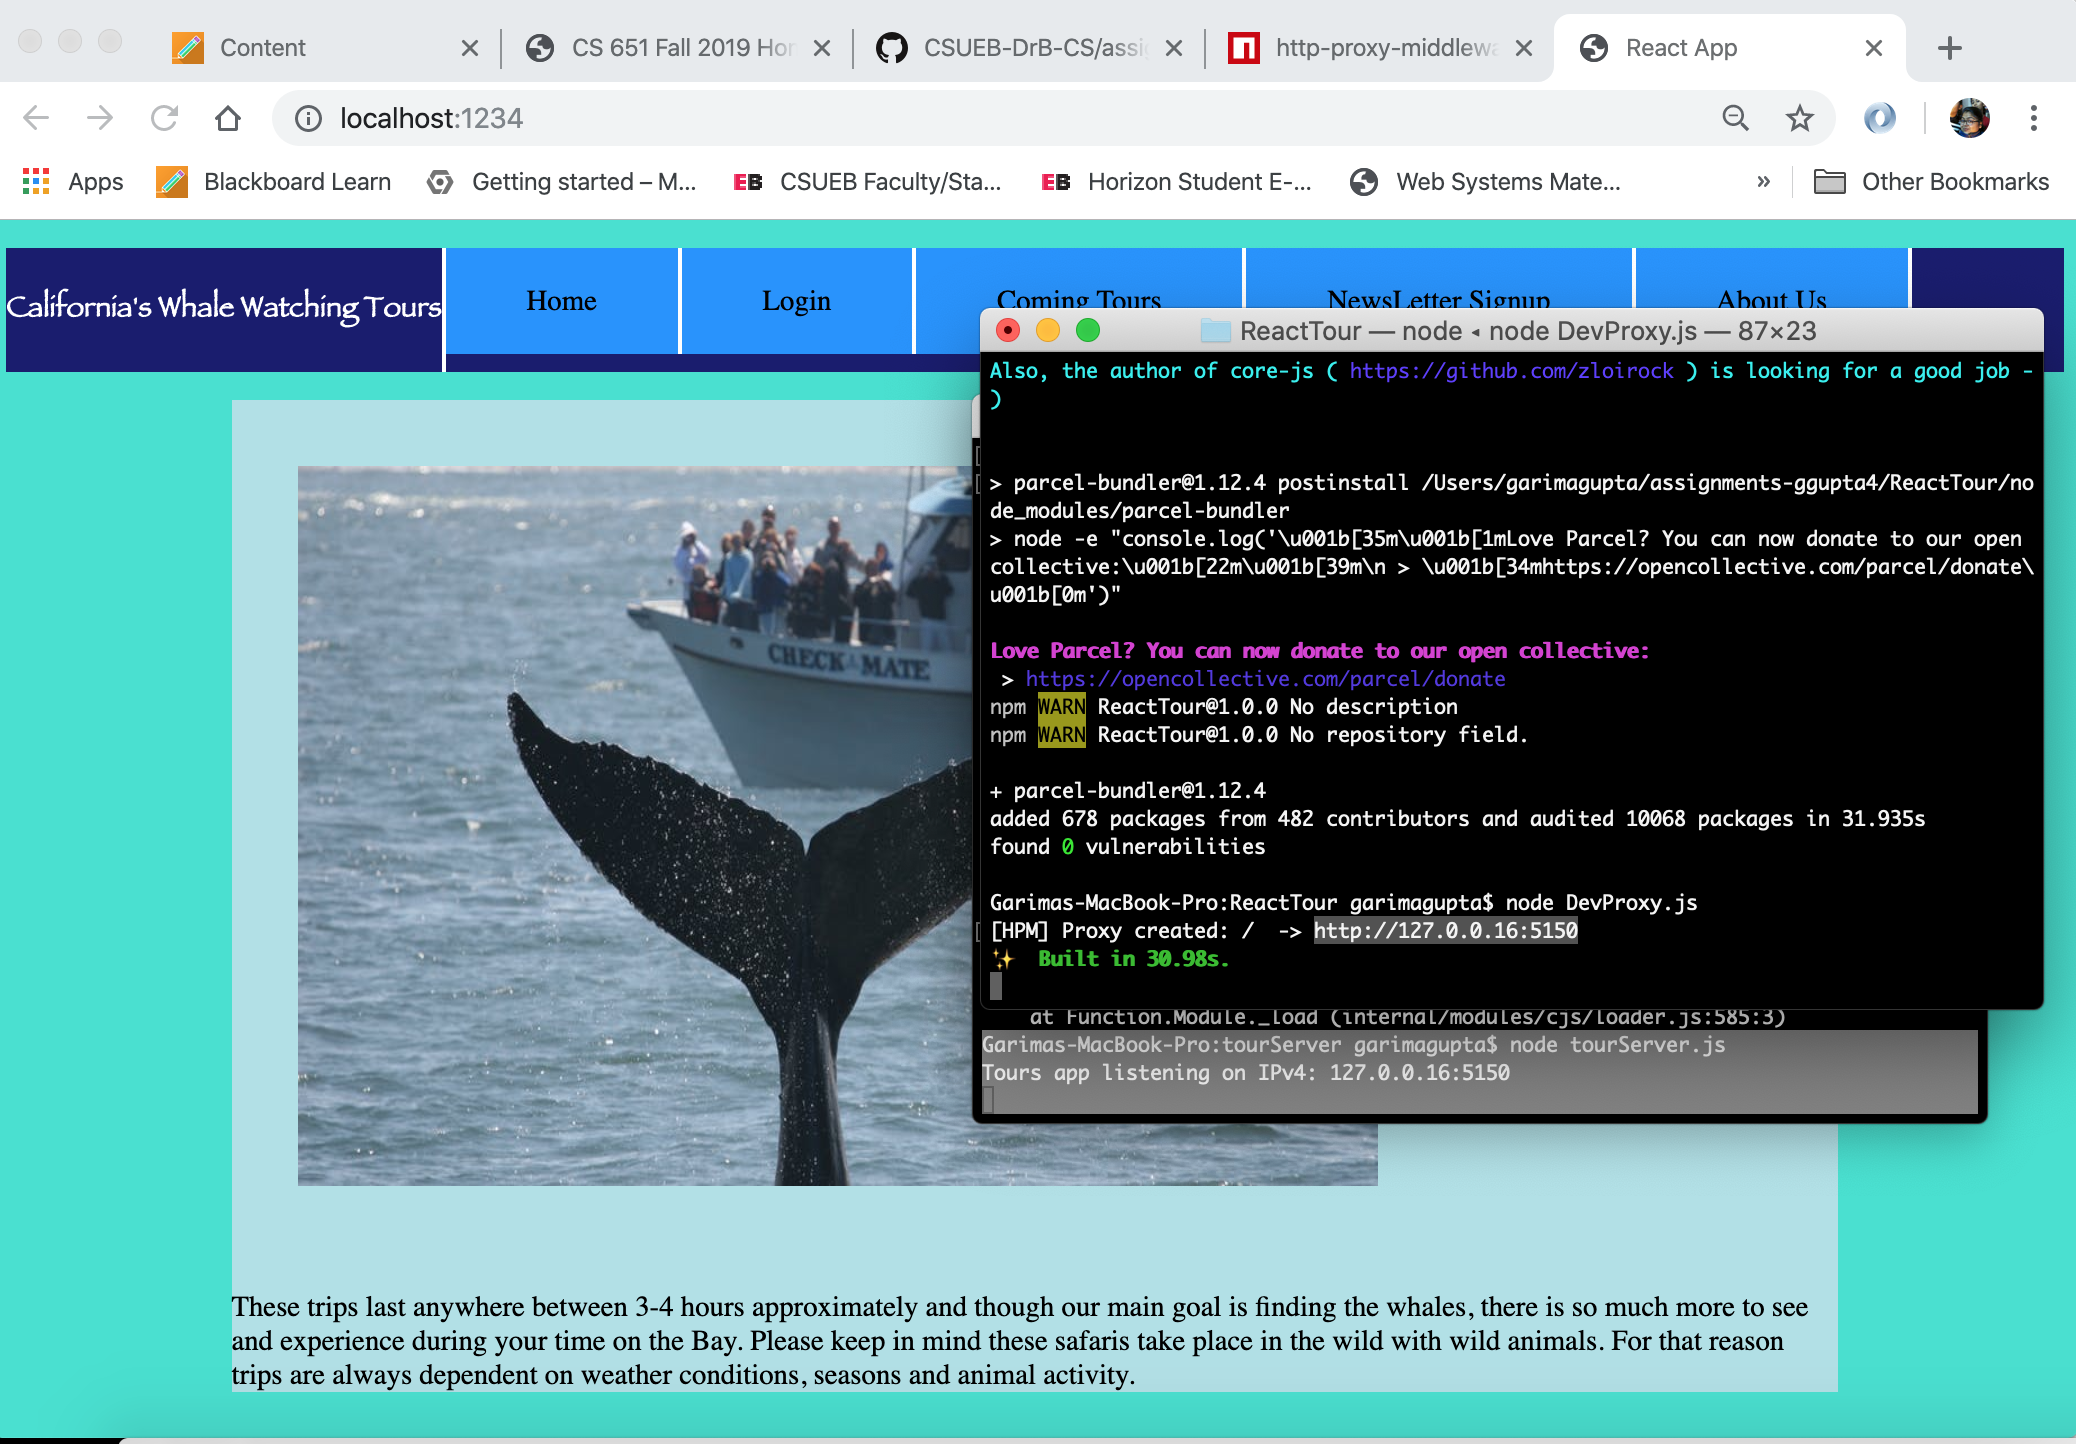 Content
CS 651 Fall 2019 Hor
CSUEB-DrB-CS/assi
http-proxy-middlewa
React App
localhost:1234
Apps
Blackboard Learn
Getting started – M...
EB CSUEB Faculty/Sta...
EB Horizon Student E-...
Web Systems Mate...
»
Other Bookmarks
California's Whale Watching Tours
Home
Login
Coming Tours
NewsLetter Signup
About Us
CHECK MATE
ReactTour — node ◂ node DevProxy.js — 87×23
Also, the author of core-js ( https://github.com/zloirock ) is looking for a good job -
)
> parcel-bundler@1.12.4 postinstall /Users/garimagupta/assignments-ggupta4/ReactTour/no
de_modules/parcel-bundler
> node -e "console.log('\u001b[35m\u001b[1mLove Parcel? You can now donate to our open
collective:\u001b[22m\u001b[39m\n > \u001b[34mhttps://opencollective.com/parcel/donate\
u001b[0m')"
Love Parcel? You can now donate to our open collective:
> https://opencollective.com/parcel/donate
npm WARN ReactTour@1.0.0 No description
npm WARN ReactTour@1.0.0 No repository field.
+ parcel-bundler@1.12.4
added 678 packages from 482 contributors and audited 10068 packages in 31.935s
found 0 vulnerabilities
Garimas-MacBook-Pro:ReactTour garimagupta$ node DevProxy.js
[HPM] Proxy created: /  -> http://127.0.0.16:5150
✨ Built in 30.98s.
at Function.Module._load (internal/modules/cjs/loader.js:585:3)
Garimas-MacBook-Pro:tourServer garimagupta$ node tourServer.js
Tours app listening on IPv4: 127.0.0.16:5150
These trips last anywhere between 3-4 hours approximately and though our main goal is finding the whales, there is so much more to see
and experience during your time on the Bay. Please keep in mind these safaris take place in the wild with wild animals. For that reason
trips are always dependent on weather conditions, seasons and animal activity.